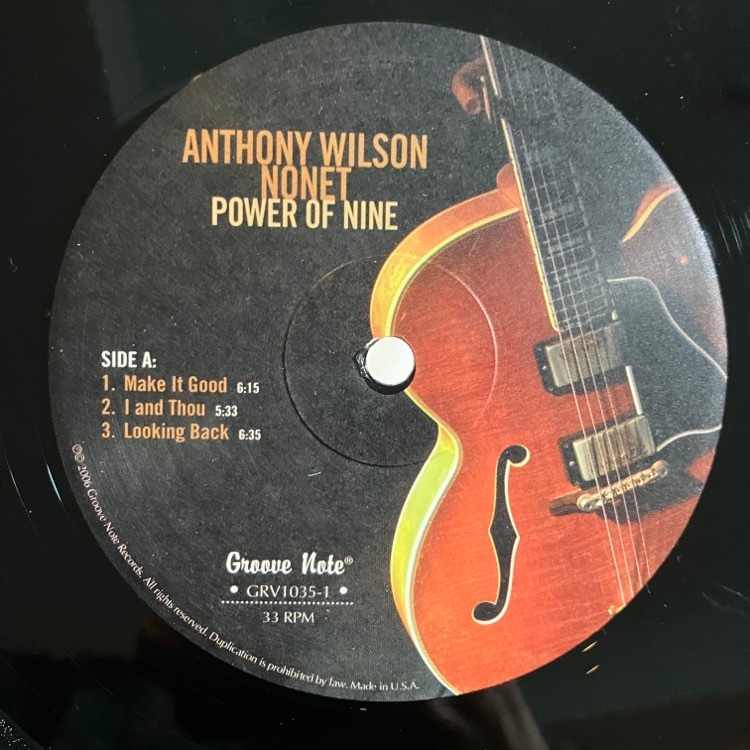 ANTHONY WILSON
NONET
POWER OF NINE
SIDE A:
1. Make It Good 6:15
2. I and Thou 5:33
3. Looking Back 6:35
Groove Note®
• GRV1035-1 •
33 RPM
℗© 2006 Groove Note Records. All rights reserved. Duplication is prohibited by law. Made in U.S.A.